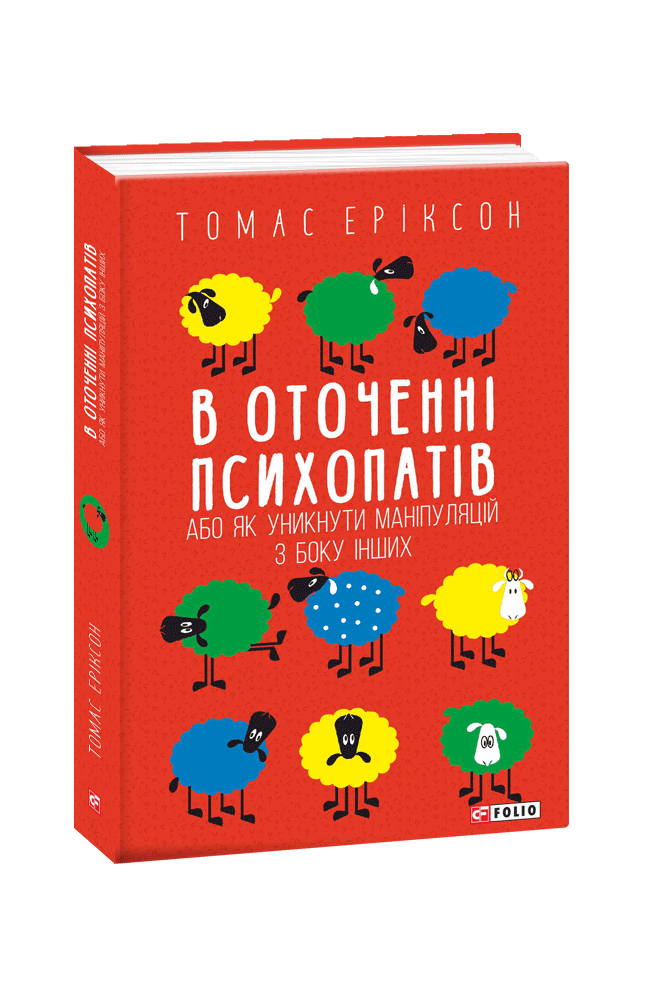 ТОМАС ЕРІКСОН
В ОТОЧЕННІ
ПСИХОПАТІВ
АБО ЯК УНИКНУТИ МАНІПУЛЯЦІЙ
З БОКУ ІНШИХ
FOLIO
В ОТОЧЕННІ ПСИХОПАТІВ
АБО ЯК УНИКНУТИ МАНІПУЛЯЦІЙ З БОКУ ІНШИХ
ТОМАС ЕРІКСОН